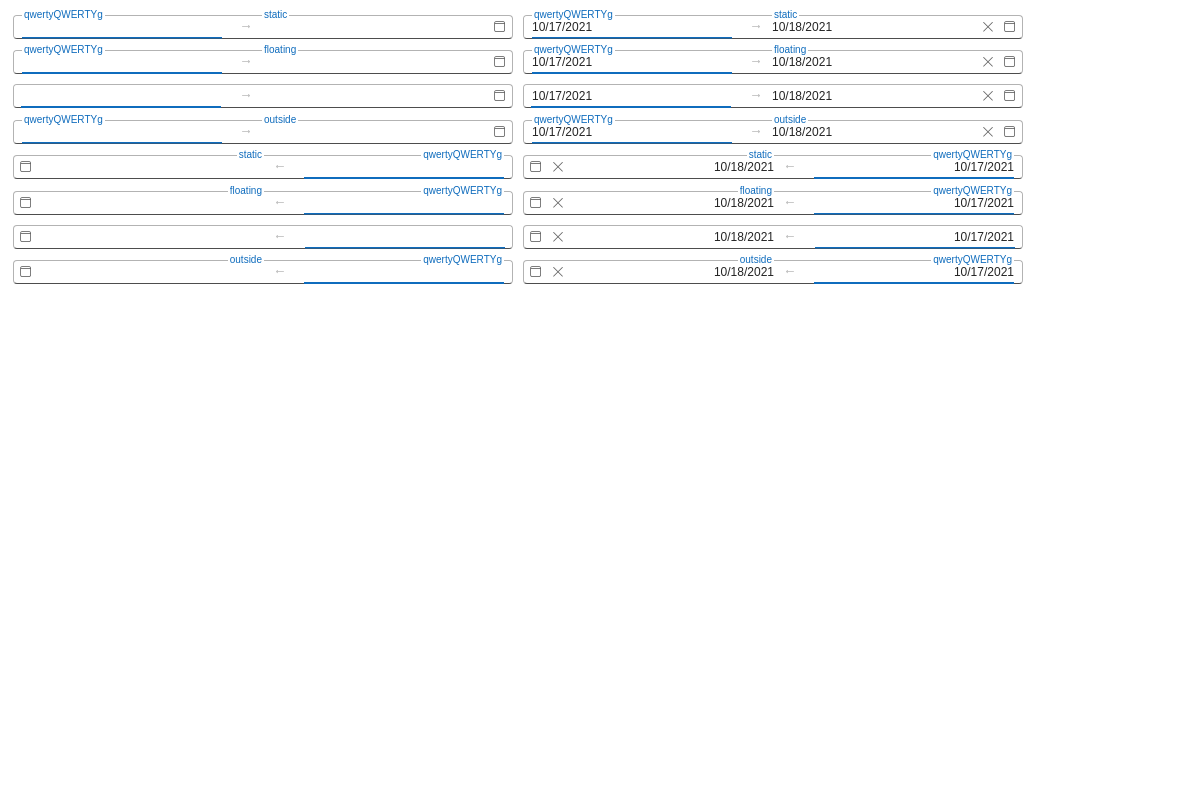 qwertyQWERTYg → static
qwertyQWERTYg static
10/17/2021 → 10/18/2021
qwertyQWERTYg → floating
qwertyQWERTYg floating
10/17/2021 → 10/18/2021
→
10/17/2021 → 10/18/2021
qwertyQWERTYg → outside
qwertyQWERTYg outside
10/17/2021 → 10/18/2021
static ← qwertyQWERTYg
static qwertyQWERTYg
10/18/2021 ← 10/17/2021
floating ← qwertyQWERTYg
floating qwertyQWERTYg
10/18/2021 ← 10/17/2021
←
10/18/2021 ← 10/17/2021
outside ← qwertyQWERTYg
outside qwertyQWERTYg
10/18/2021 ← 10/17/2021